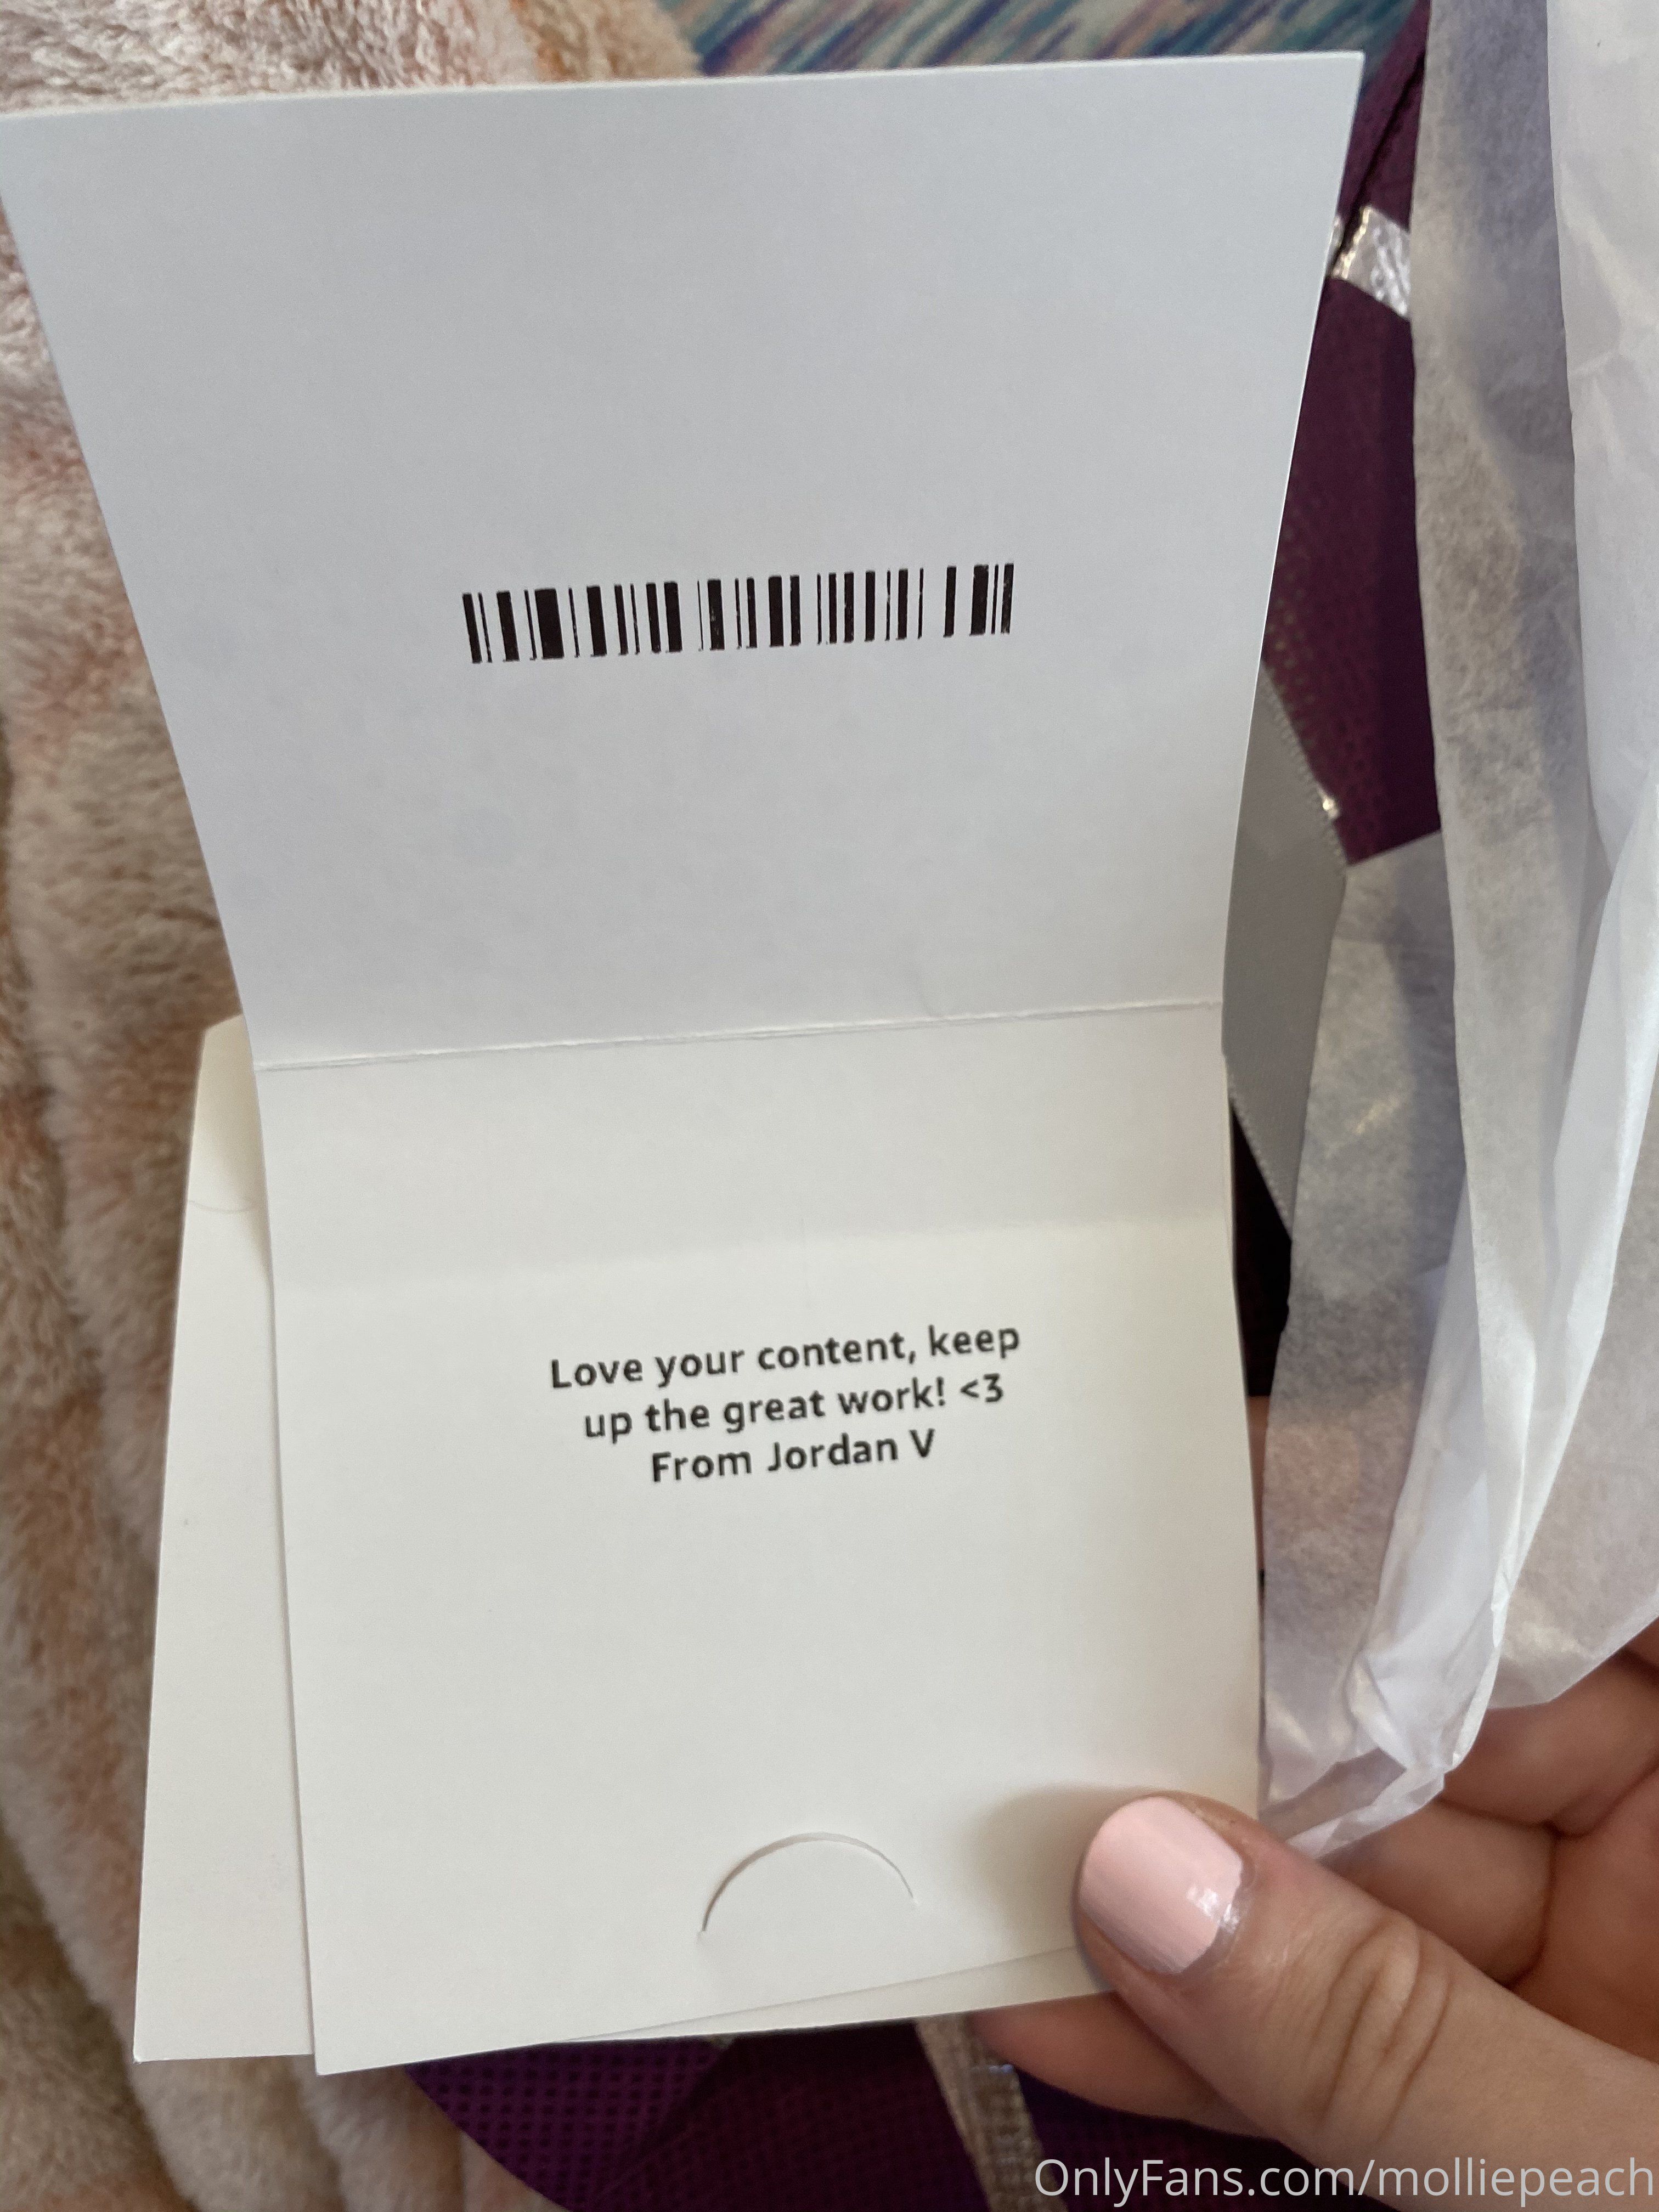 Love your content, keep
up the great work! <3
From Jordan V
OnlyFans.com/molliepeach